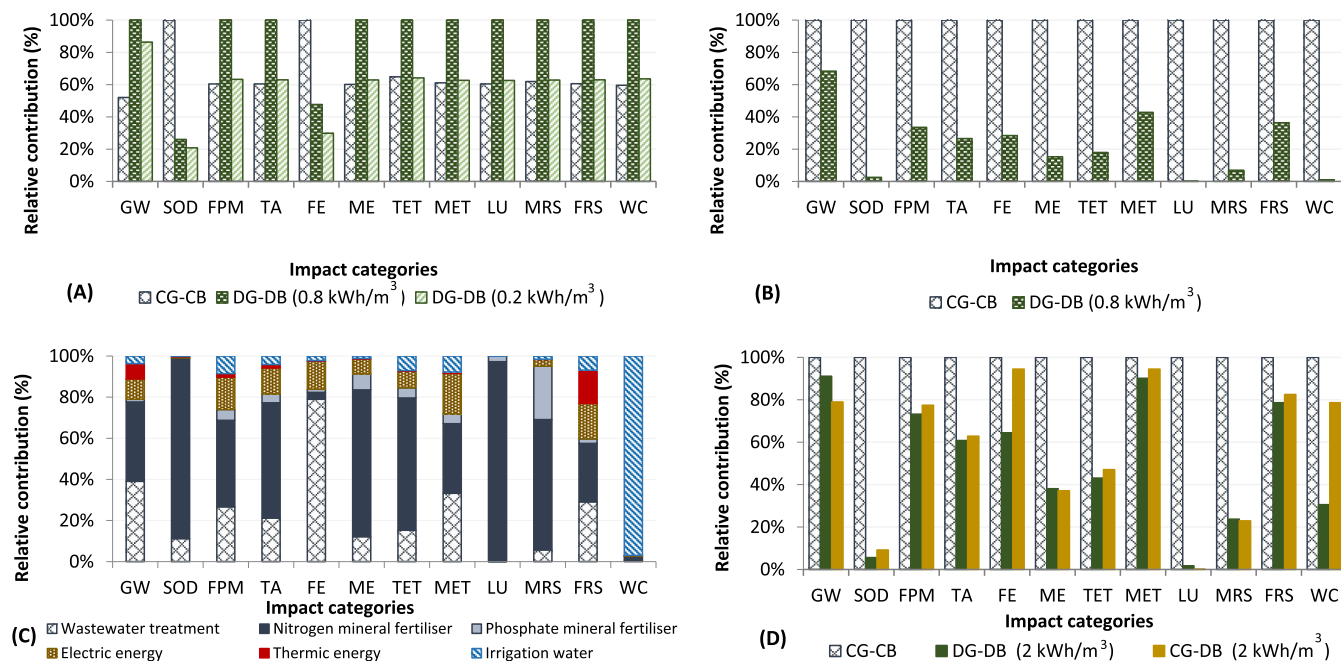 Relative contribution (%)
100%
80%
60%
40%
20%
0%
GW SOD FPM TA FE ME TET MET LU MRS FRS WC
Impact categories
(A)
CG-CB DG-DB (0.8 kWh/m³) DG-DB (0.2 kWh/m³)
Relative contribution (%)
100%
80%
60%
40%
20%
0%
GW SOD FPM TA FE ME TET MET LU MRS FRS WC
Impact categories
(B)
CG-CB DG-DB (0.8 kWh/m³)
Relative contribution (%)
100%
80%
60%
40%
20%
0%
GW SOD FPM TA FE ME TET MET LU MRS FRS WC
Impact categories
(C)
Wastewater treatment Nitrogen mineral fertiliser Phosphate mineral fertiliser
Electric energy Thermic energy Irrigation water
Relative contribution (%)
100%
80%
60%
40%
20%
0%
GW SOD FPM TA FE ME TET MET LU MRS FRS WC
Impact categories
(D)
CG-CB DG-DB (2 kWh/m³) CG-DB (2 kWh/m³)